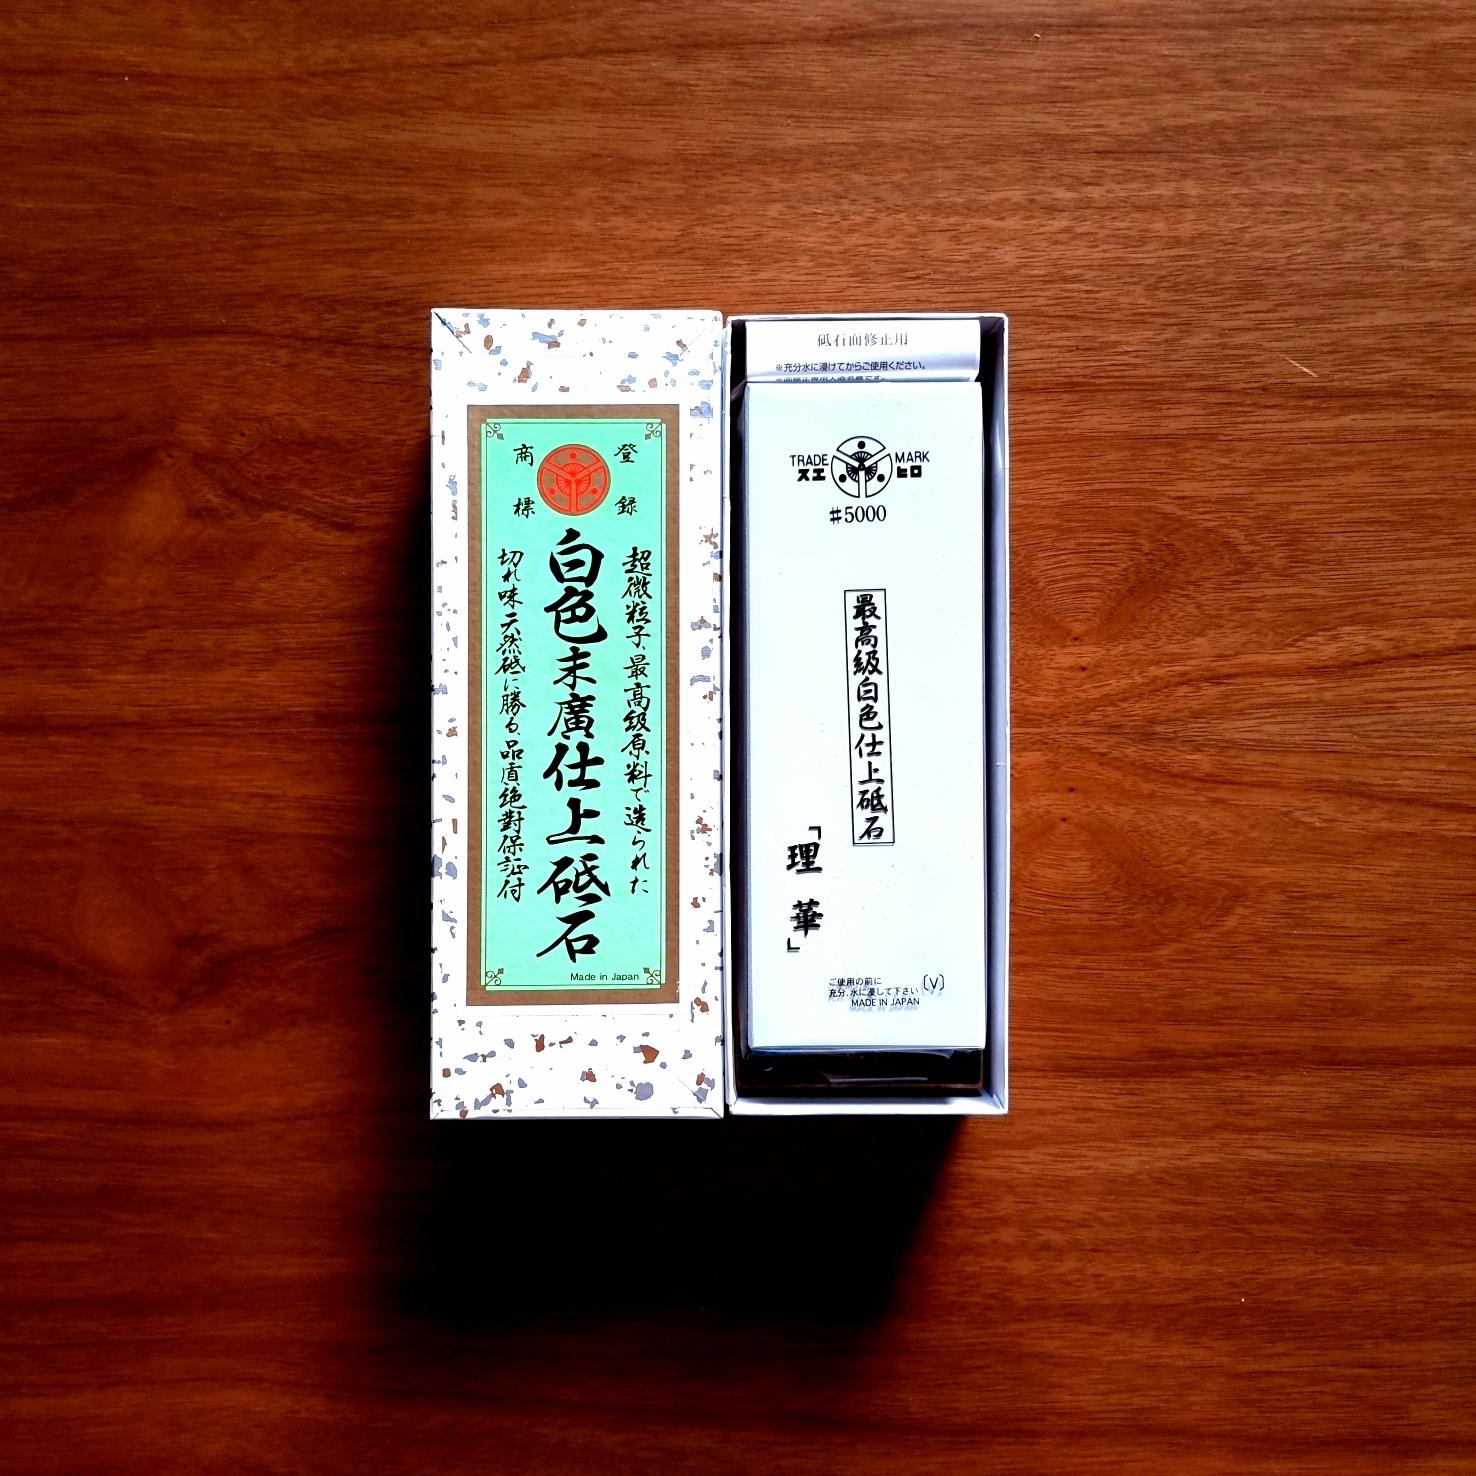 登録
商標
超微粒子、最高級原料で造られた
白色末廣仕上砥石
切れ味天然砥に勝る、品質絶對保証付
Made in Japan
砥石面修正用
※充分水に浸けてからご使用ください。
TRADE MARK
スエ ヒロ
#5000
最高級白色仕上砥石
「理華」
ご使用の前に
充分、水に浸して下さい
(V)
MADE IN JAPAN